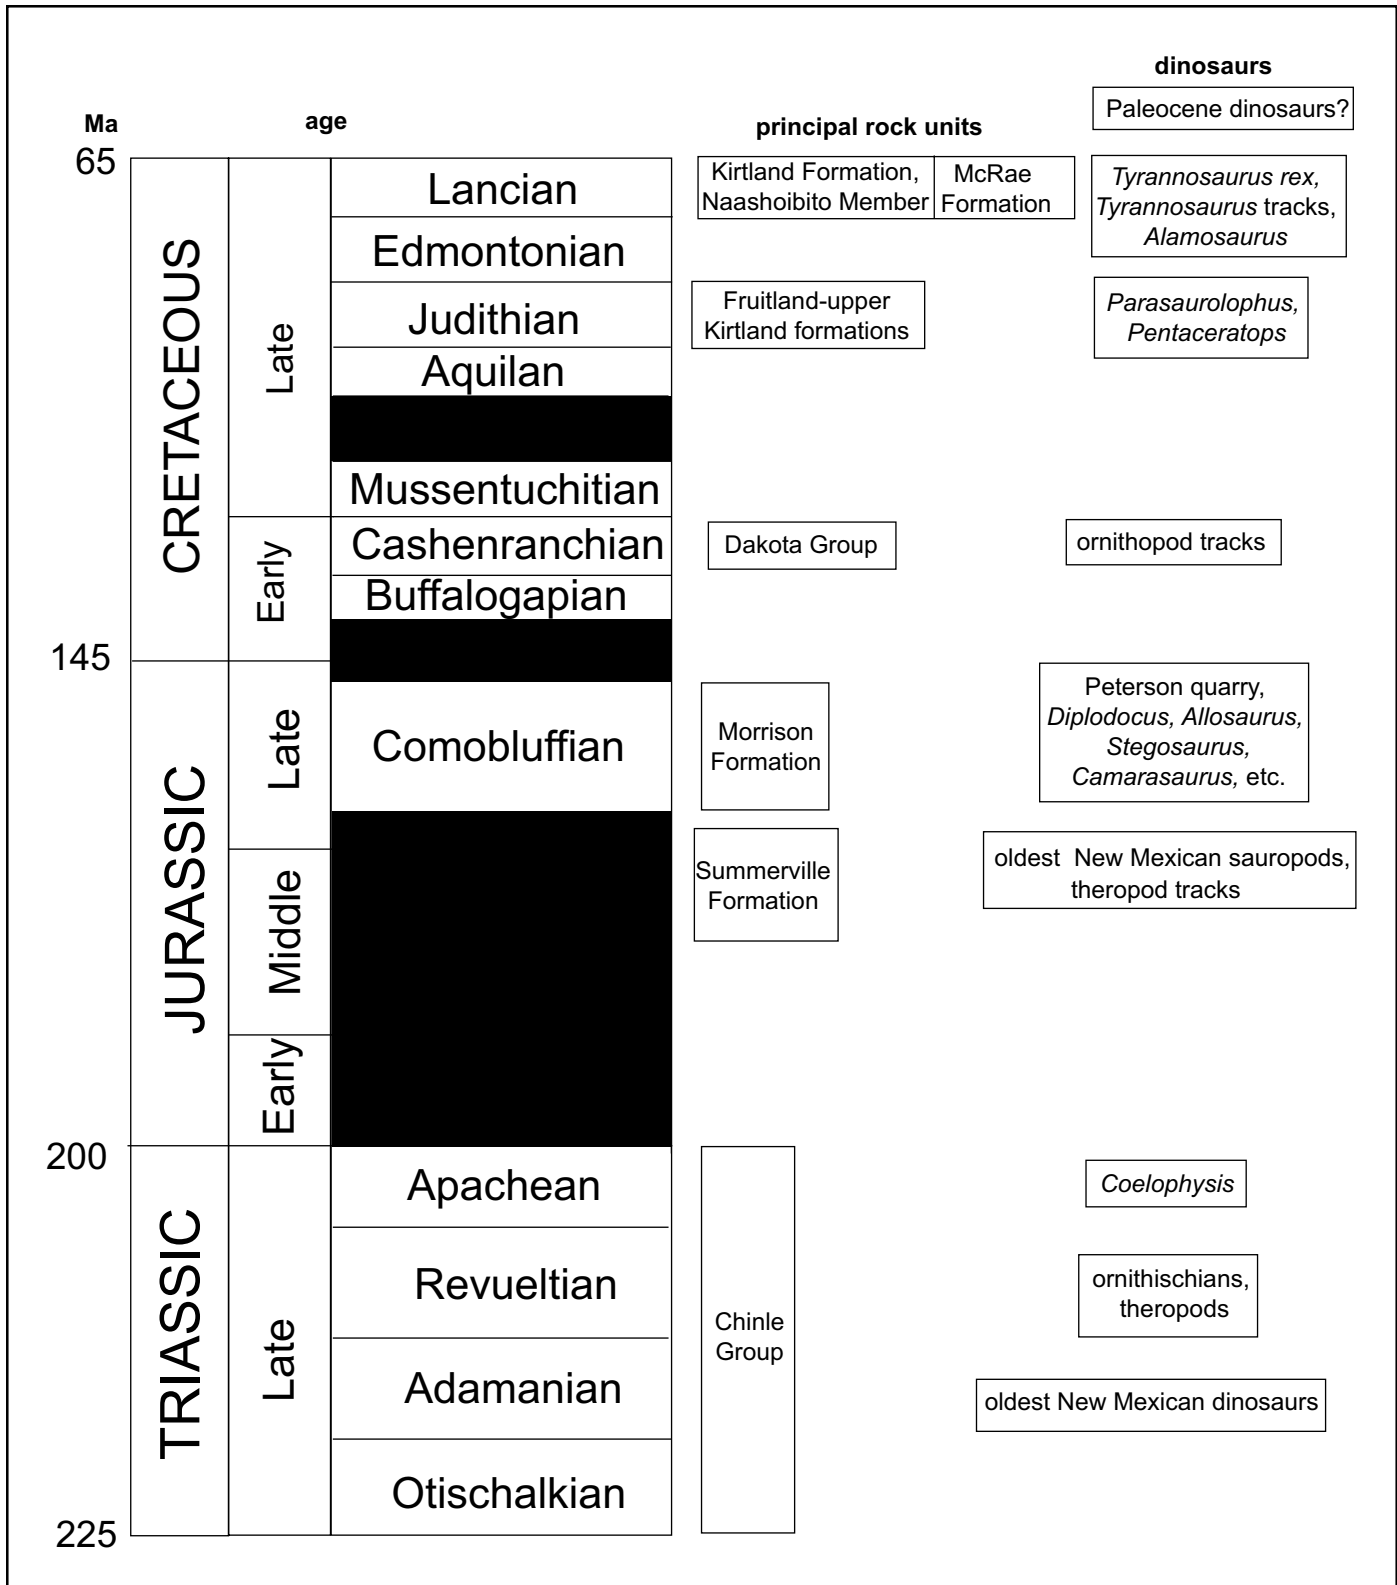 dinosaurs
Paleocene dinosaurs?
Ma
age
principal rock units
65
CRETACEOUS
Late
Lancian
Kirtland Formation,
Naashoibito Member
McRae
Formation
Tyrannosaurus rex,
Tyrannosaurus tracks,
Alamosaurus
Edmontonian
Judithian
Fruitland-upper
Kirtland formations
Parasaurolophus,
Pentaceratops
Aquilan
Mussentuchitian
Early
Cashenranchian
Dakota Group
ornithopod tracks
Buffalogapian
145
JURASSIC
Late
Comobluffian
Morrison
Formation
Peterson quarry,
Diplodocus, Allosaurus,
Stegosaurus,
Camarasaurus, etc.
Middle
Summerville
Formation
oldest New Mexican sauropods,
theropod tracks
Early
200
TRIASSIC
Late
Apachean
Chinle
Group
Coelophysis
Revueltian
ornithischians,
theropods
Adamanian
oldest New Mexican dinosaurs
Otischalkian
225